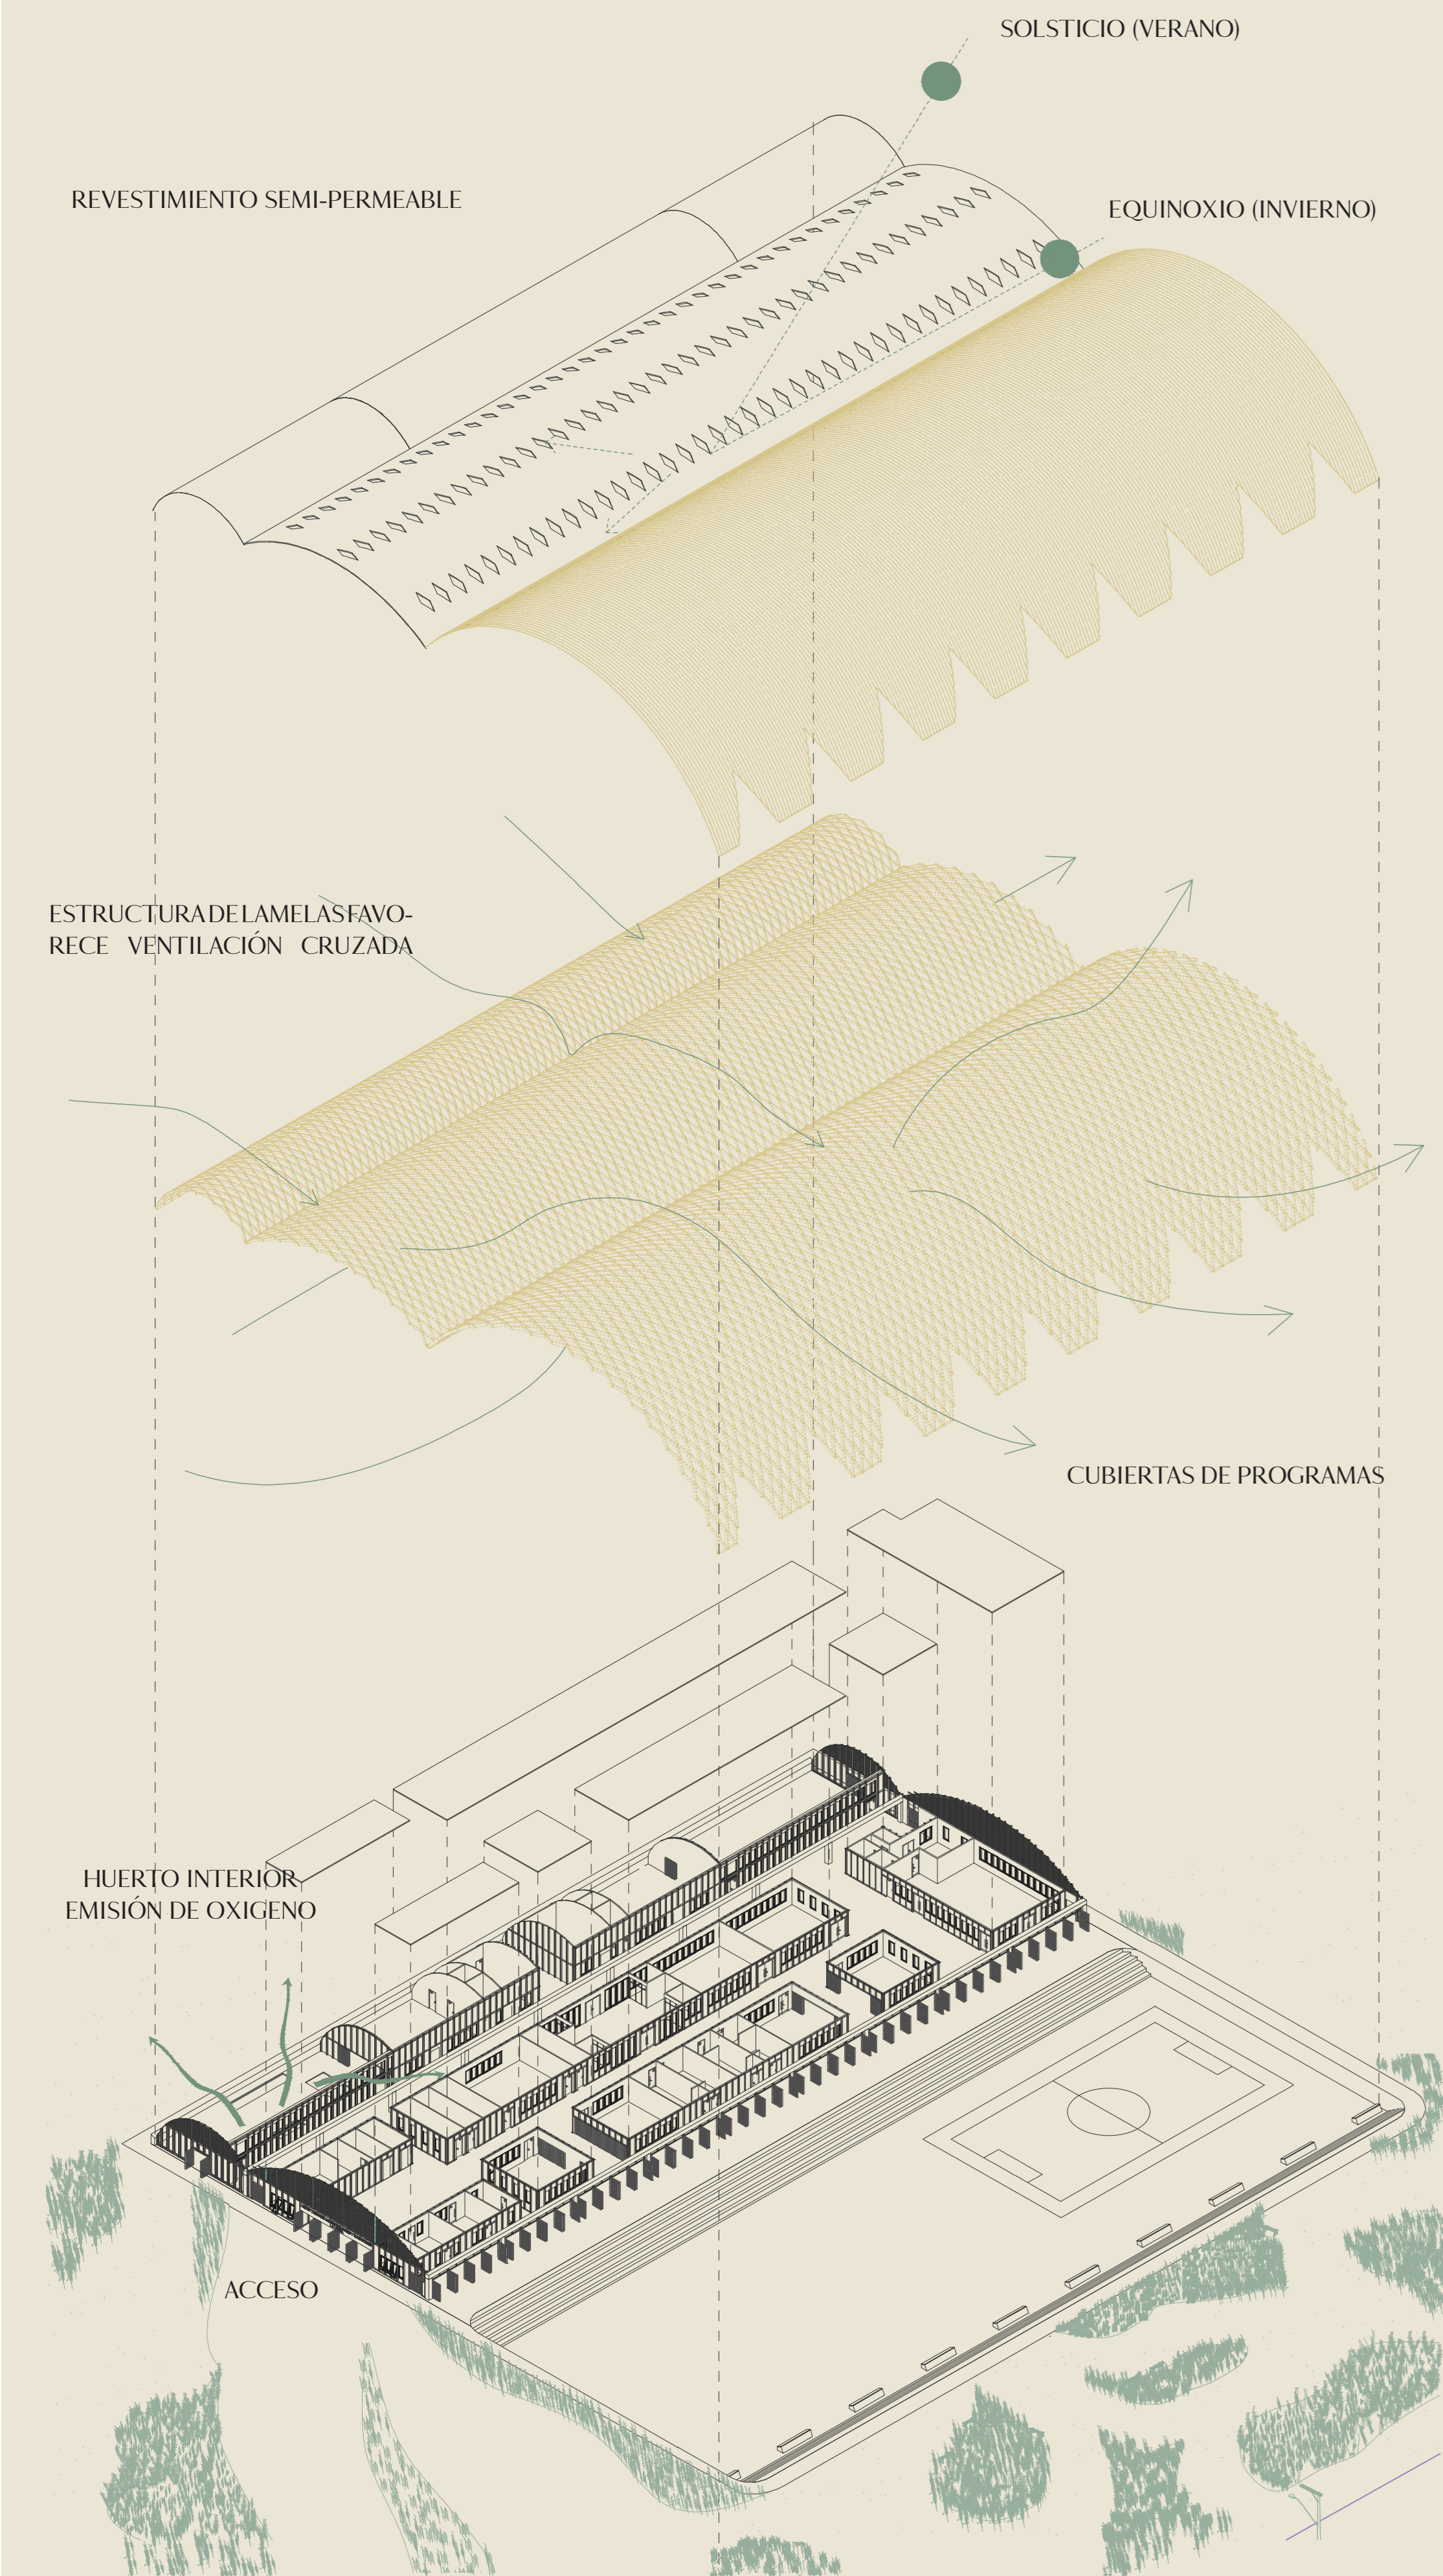 SOLSTICIO (VERANO)
REVESTIMIENTO SEMI-PERMEABLE
EQUINOXIO (INVIERNO)
ESTRUCTURA DE LAMELAS FAVO-
RECE VENTILACIÓN CRUZADA
CUBIERTAS DE PROGRAMAS
HUERTO INTERIOR
EMISIÓN DE OXIGENO
ACCESO